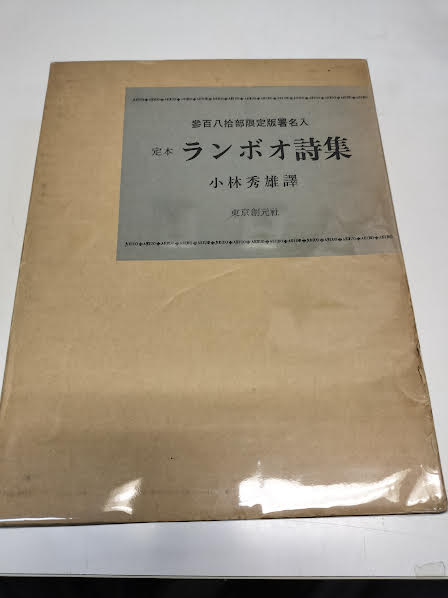 參百八拾部限定版署名入
定本 ランボオ詩集
小林秀雄譯
東京創元社